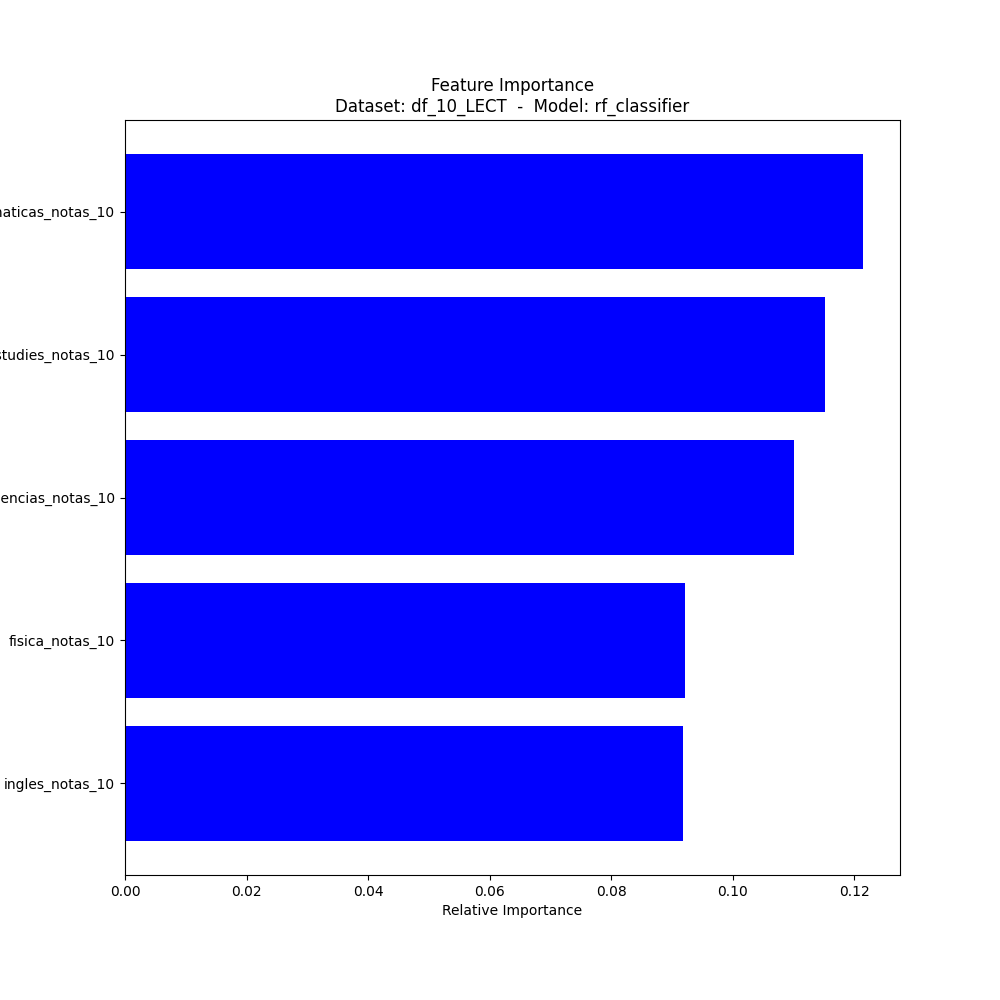 Feature Importance
Dataset: df_10_LECT - Model: rf_classifier
aticas_notas_10
studies_notas_10
encias_notas_10
fisica_notas_10
ingles_notas_10
0.00 0.02 0.04 0.06 0.08 0.10 0.12
Relative Importance